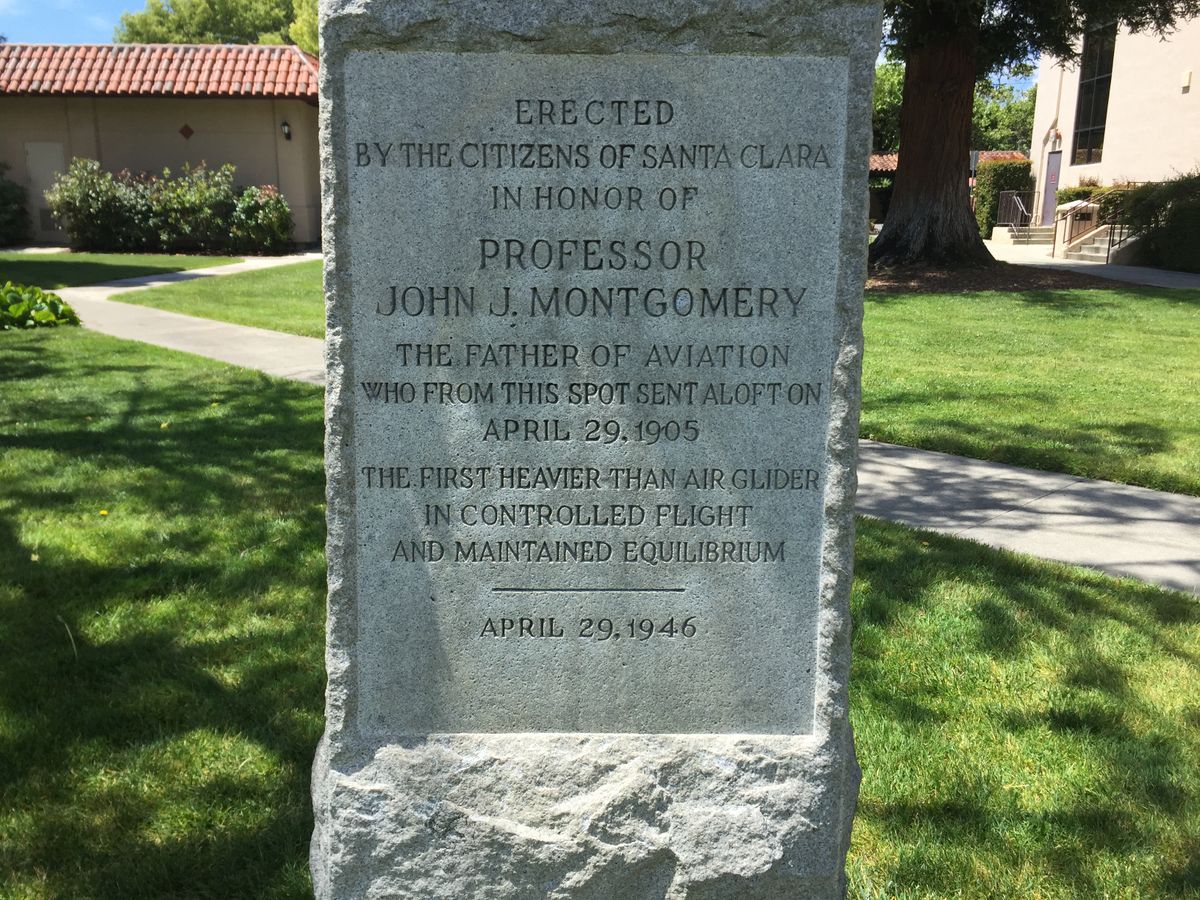 ERECTED
BY THE CITIZENS OF SANTA CLARA
IN HONOR OF
PROFESSOR
JOHN J. MONTGOMERY
THE FATHER OF AVIATION
WHO FROM THIS SPOT SENT ALOFT ON
APRIL 29, 1905
THE FIRST HEAVIER THAN AIR GLIDER
IN CONTROLLED FLIGHT
AND MAINTAINED EQUILIBRIUM
APRIL 29, 1946